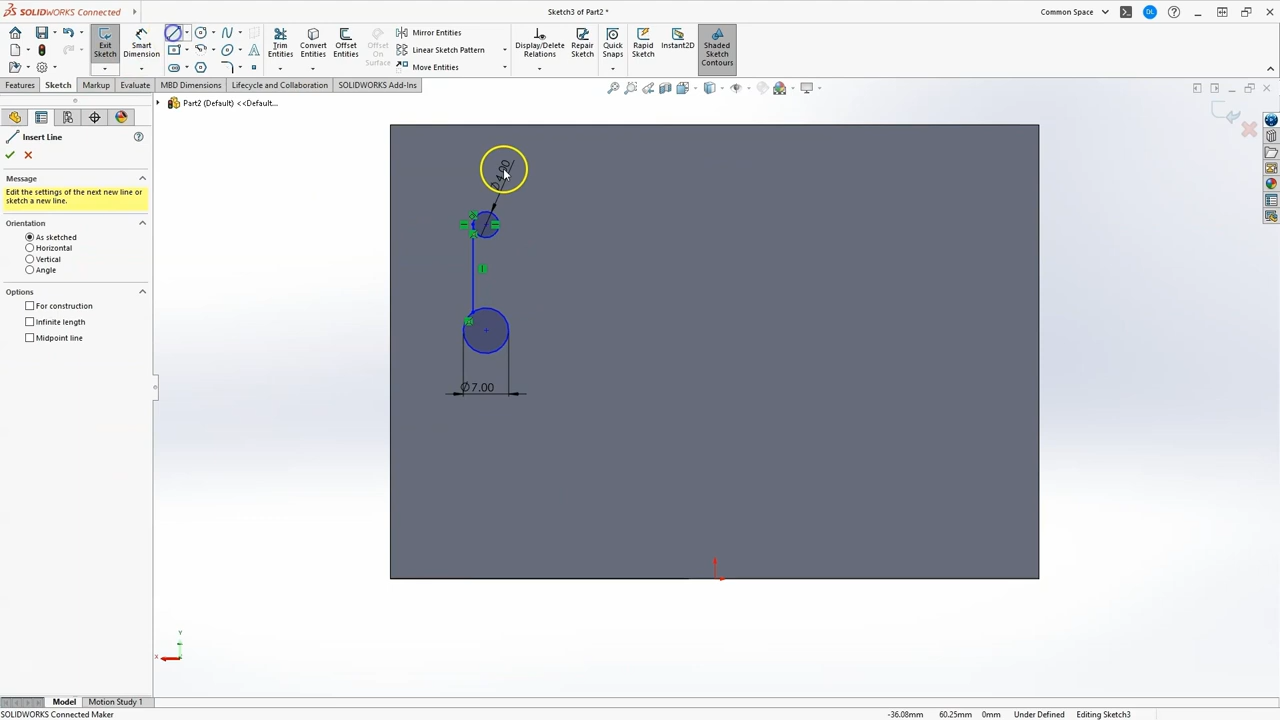 SOLIDWORKS
Sketch3 of Part2 *
Common Space
DL
Exit Sketch
Smart Dimension
Trim Entities
Convert Entities
Offset Entities
Offset On Surface
Mirror Entities
Linear Sketch Pattern
Move Entities
Display/Delete Relations
Repair Sketch
Quick Snaps
Rapid Sketch
Instant2D
Shaded Sketch Contours
Features
Sketch
Markup
Evaluate
MBD Dimensions
Lifecycle and Collaboration
SOLIDWORKS Add-Ins
Part2 (Default) <<Default...
Insert Line
Message
Edit the settings of the next new line or
sketch a new line.
Orientation
As sketched
Horizontal
Vertical
Angle
Options
For construction
Infinite length
Midpoint line
∅4.00
∅7.00
Y
X
Model
Motion Study 1
SOLIDWORKS Connected Maker
-36.08mm
60.25mm
0mm
Under Defined
Editing Sketch3